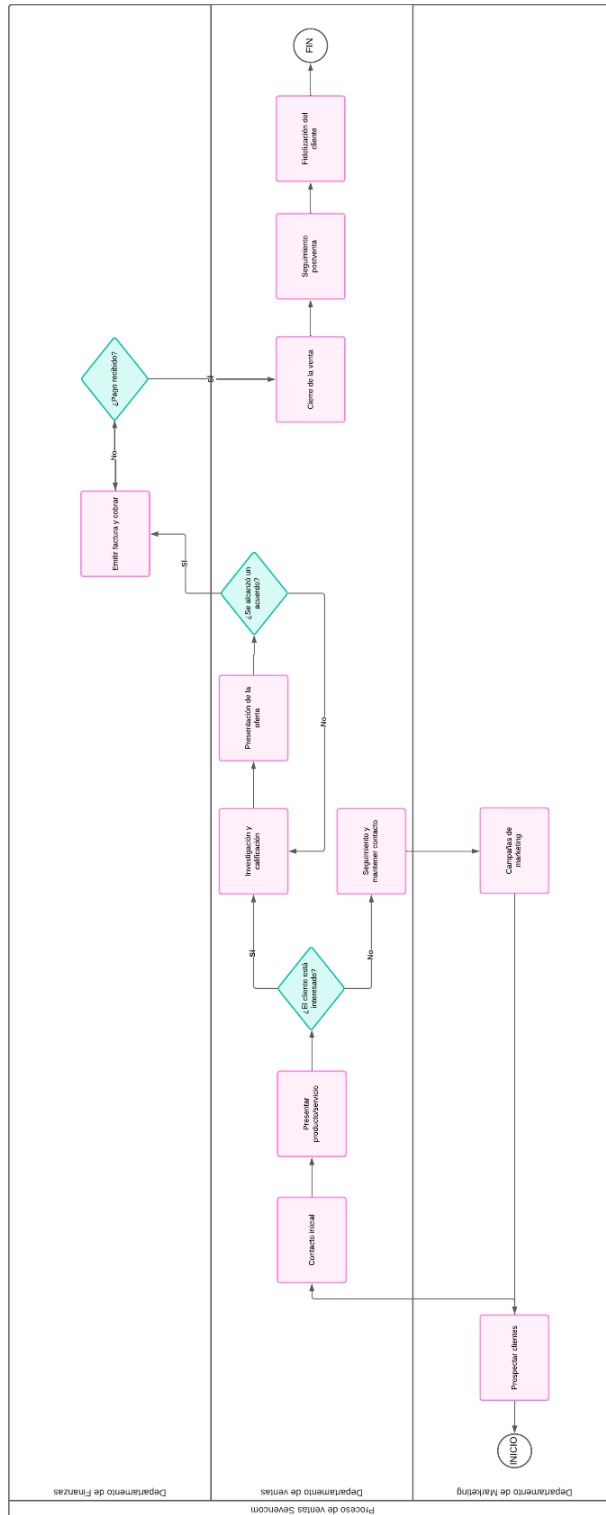 Proceso de ventas Sevencom
Departamento de Finanzas
Departamento de ventas
Departamento de Marketing
INICIO
Prospectar clientes
Contacto inicial
Presentar
producto/servicio
¿El cliente está
interesado?
Sí
No
Investigación y
calificación
Seguimiento y
mantener contacto
Campañas de
marketing
Presentación de la
oferta
¿Se alcanzó un
acuerdo?
No
Sí
Emitir factura y cobrar
No
¿Pago recibido?
Sí
Cierre de la venta
Seguimiento
postventa
Fidelización del
cliente
FIN